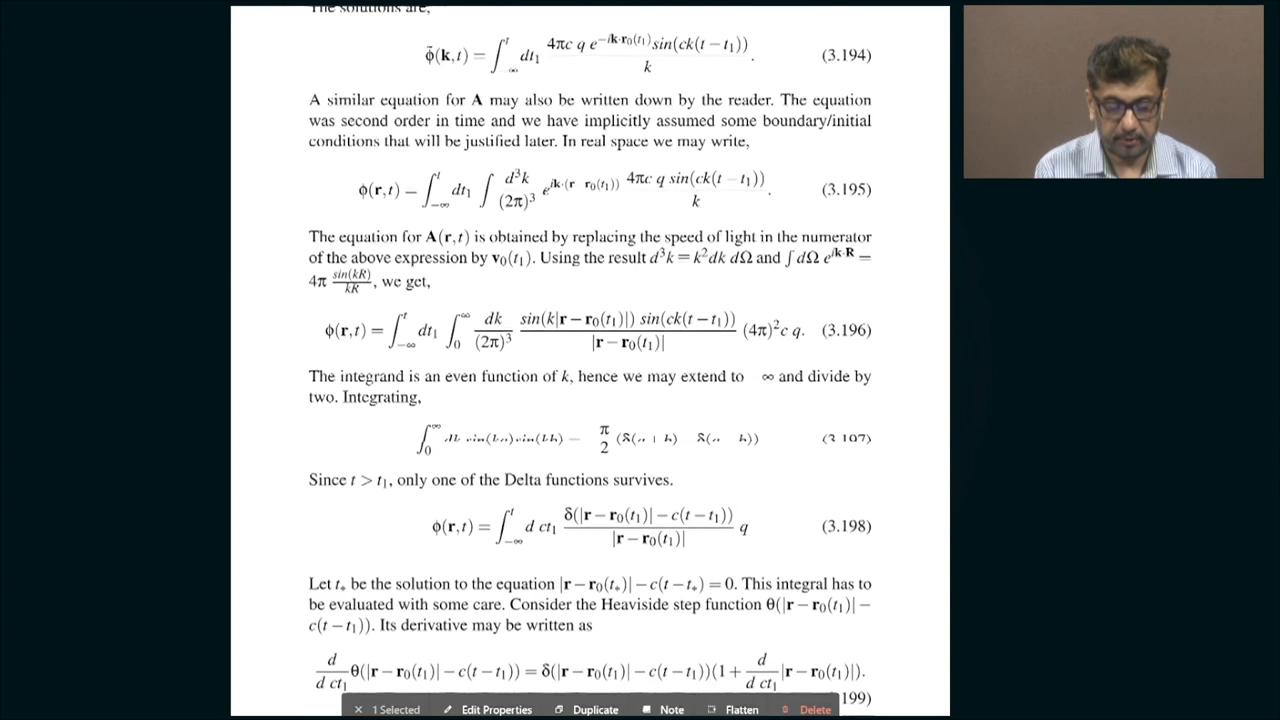 The solutions are,
ϕ̃(k,t) = ∫_∞^t dt₁ 4πc q e^{−ik·r₀(t₁)} sin(ck(t − t₁)) / k . (3.194)
A similar equation for A may also be written down by the reader. The equation
was second order in time and we have implicitly assumed some boundary/initial
conditions that will be justified later. In real space we may write,
ϕ(r,t) − ∫_{−∞}^t dt₁ ∫ d³k/(2π)³ e^{ik·(r r₀(t₁))} 4πc q sin(ck(t − t₁)) / k . (3.195)
The equation for A(r,t) is obtained by replacing the speed of light in the numerator
of the above expression by v₀(t₁). Using the result d³k = k²dk dΩ and ∫ dΩ e^{ik·R} =
4π sin(kR)/kR, we get,
ϕ(r,t) = ∫_{−∞}^t dt₁ ∫_0^∞ dk/(2π)³ sin(k|r − r₀(t₁)|) sin(ck(t − t₁)) / |r − r₀(t₁)| (4π)²c q. (3.196)
The integrand is an even function of k, hence we may extend to ∞ and divide by
two. Integrating,
∫_0^∞ π/2
Since t > t₁, only one of the Delta functions survives.
ϕ(r,t) = ∫_{−∞}^t d ct₁ δ(|r − r₀(t₁)| − c(t − t₁)) / |r − r₀(t₁)| q (3.198)
Let t∗ be the solution to the equation |r − r₀(t∗)| − c(t − t∗) = 0. This integral has to
be evaluated with some care. Consider the Heaviside step function θ(|r − r₀(t₁)| −
c(t − t₁)). Its derivative may be written as
d/d ct₁ θ(|r − r₀(t₁)| − c(t − t₁)) = δ(|r − r₀(t₁)| − c(t − t₁))(1 + d/d ct₁ |r − r₀(t₁)|).
199)
× 1 Selected Edit Properties Duplicate Note Flatten Delete